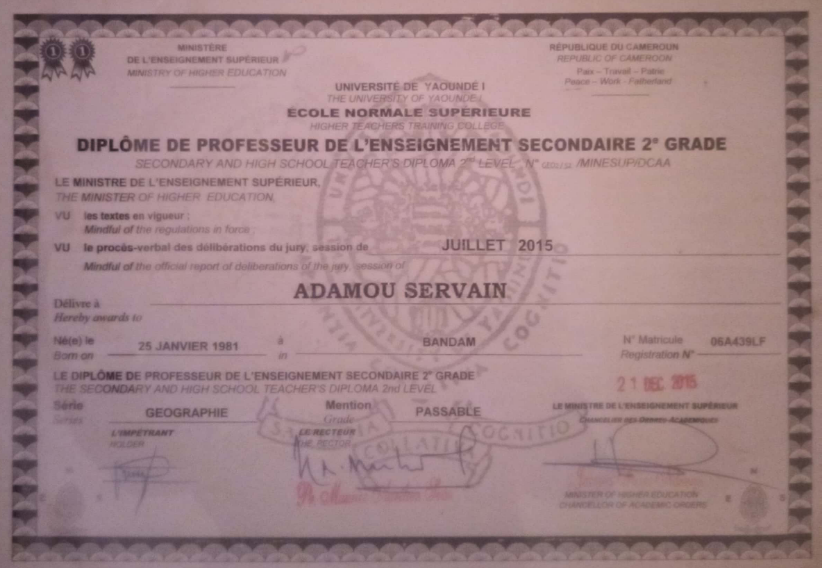 MINISTÈRE
DE L'ENSEIGNEMENT SUPÉRIEUR
MINISTRY OF HIGHER EDUCATION
RÉPUBLIQUE DU CAMEROUN
REPUBLIC OF CAMEROON
Paix – Travail – Patrie
Peace – Work - Fatherland
UNIVERSITÉ DE YAOUNDÉ I
THE UNIVERSITY OF YAOUNDE I
ÉCOLE NORMALE SUPÉRIEURE
HIGHER TEACHERS TRAINING COLLEGE
DIPLÔME DE PROFESSEUR DE L'ENSEIGNEMENT SECONDAIRE 2e GRADE
SECONDARY AND HIGH SCHOOL TEACHER'S DIPLOMA 2nd LEVEL N° /MINESUP/DCAA
LE MINISTRE DE L'ENSEIGNEMENT SUPÉRIEUR,
THE MINISTER OF HIGHER EDUCATION,
VU les textes en vigueur ;
Mindful of the regulations in force ;
VU le procès-verbal des délibérations du jury, session de JUILLET 2015
Mindful of the official report of deliberations of the jury, session of
Délivre à ADAMOU SERVAIN
Hereby awards to
Né(e) le 25 JANVIER 1981 à BANDAM N° Matricule 06A439LF
Born on in Registration N°
LE DIPLÔME DE PROFESSEUR DE L'ENSEIGNEMENT SECONDAIRE 2e GRADE
THE SECONDARY AND HIGH SCHOOL TEACHER'S DIPLOMA 2nd LEVEL
21 DEC. 2015
Série GEOGRAPHIE Mention PASSABLE
Series Grade
L'IMPÉTRANT
HOLDER
LE RECTEUR
THE RECTOR
LE MINISTRE DE L'ENSEIGNEMENT SUPÉRIEUR
CHANCELIER DES ORDRES ACADÉMIQUES
COLLATIO
COGNITIO
THE
MINISTER OF HIGHER EDUCATION
CHANCELLOR OF ACADEMIC ORDERS